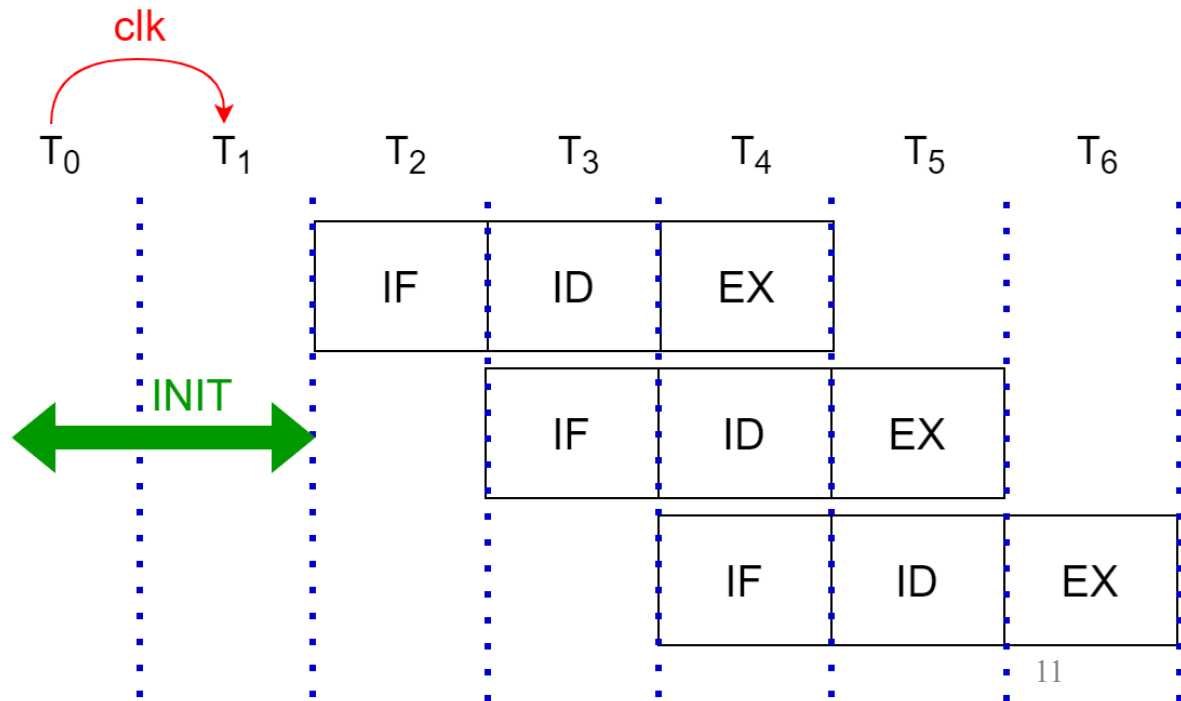 clk
T₀ T₁ T₂ T₃ T₄ T₅ T₆
IF ID EX
INIT
IF ID EX
IF ID EX
11